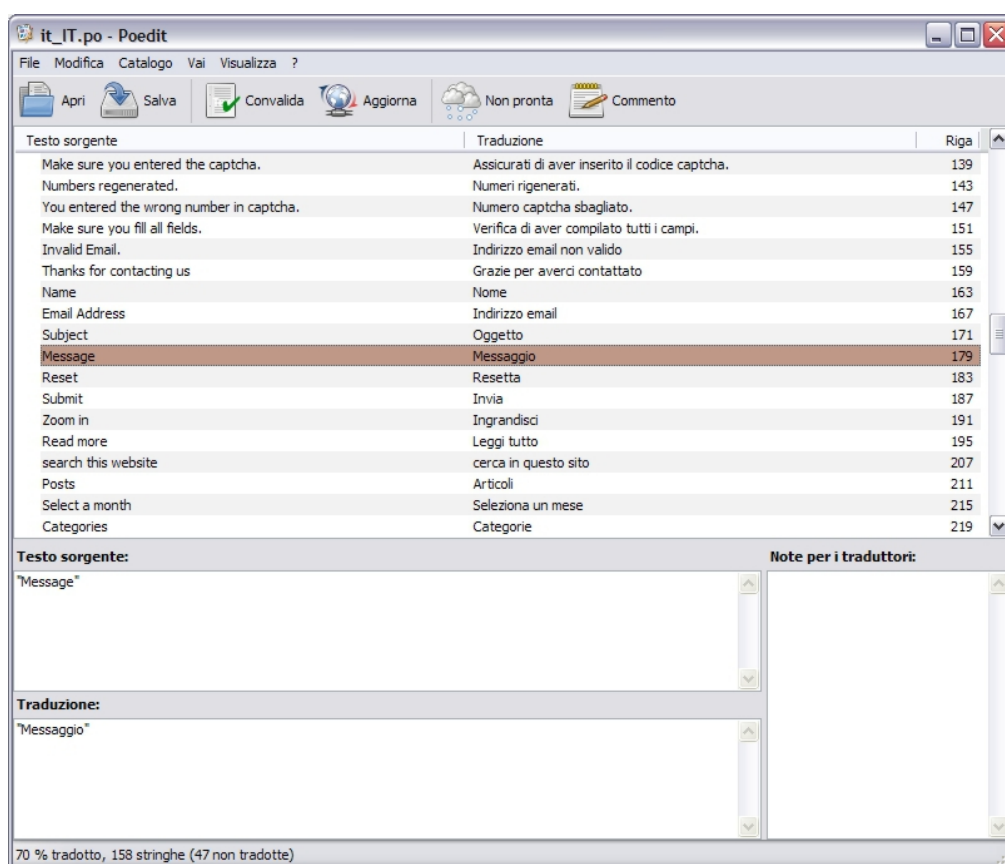 it_IT.po - Poedit
File Modifica Catalogo Vai Visualizza ?
Apri Salva Convalida Aggiorna Non pronta Commento
Testo sorgente Traduzione Riga
Make sure you entered the captcha. Assicurati di aver inserito il codice captcha. 139
Numbers regenerated. Numeri rigenerati. 143
You entered the wrong number in captcha. Numero captcha sbagliato. 147
Make sure you fill all fields. Verifica di aver compilato tutti i campi. 151
Invalid Email. Indirizzo email non valido 155
Thanks for contacting us Grazie per averci contattato 159
Name Nome 163
Email Address Indirizzo email 167
Subject Oggetto 171
Message Messaggio 179
Reset Resetta 183
Submit Invia 187
Zoom in Ingrandisci 191
Read more Leggi tutto 195
search this website cerca in questo sito 207
Posts Articoli 211
Select a month Seleziona un mese 215
Categories Categorie 219
Testo sorgente: Note per i traduttori:
"Message"
Traduzione:
"Messaggio"
70 % tradotto, 158 stringhe (47 non tradotte)